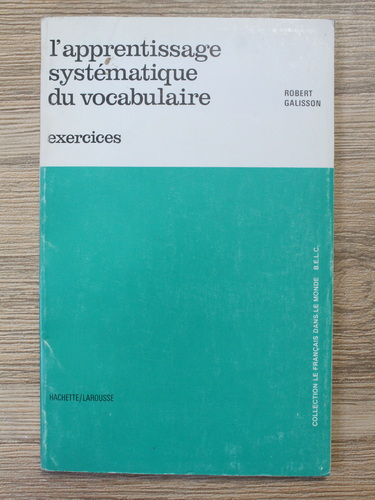 l'apprentissage
systématique
du vocabulaire
ROBERT
GALISSON
exercices
COLLECTION LE FRANÇAIS DANS LE MONDE B.E.L.C.
HACHETTE/LAROUSSE